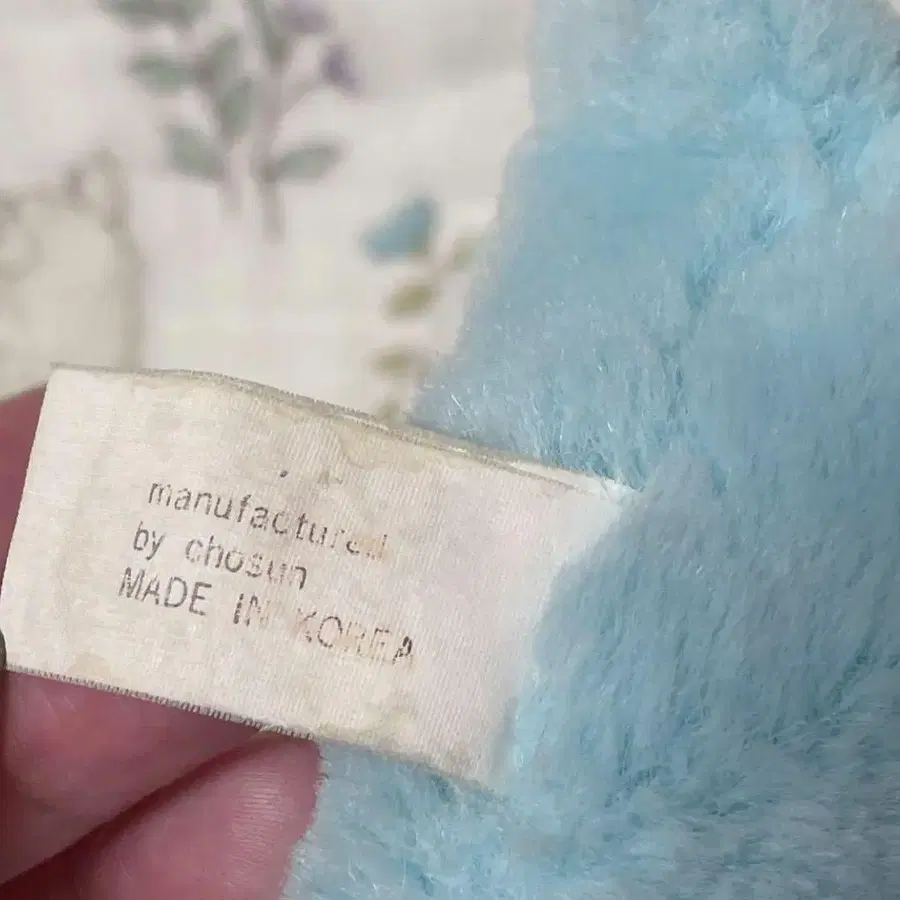 manufactured
by chosun
MADE IN KOREA